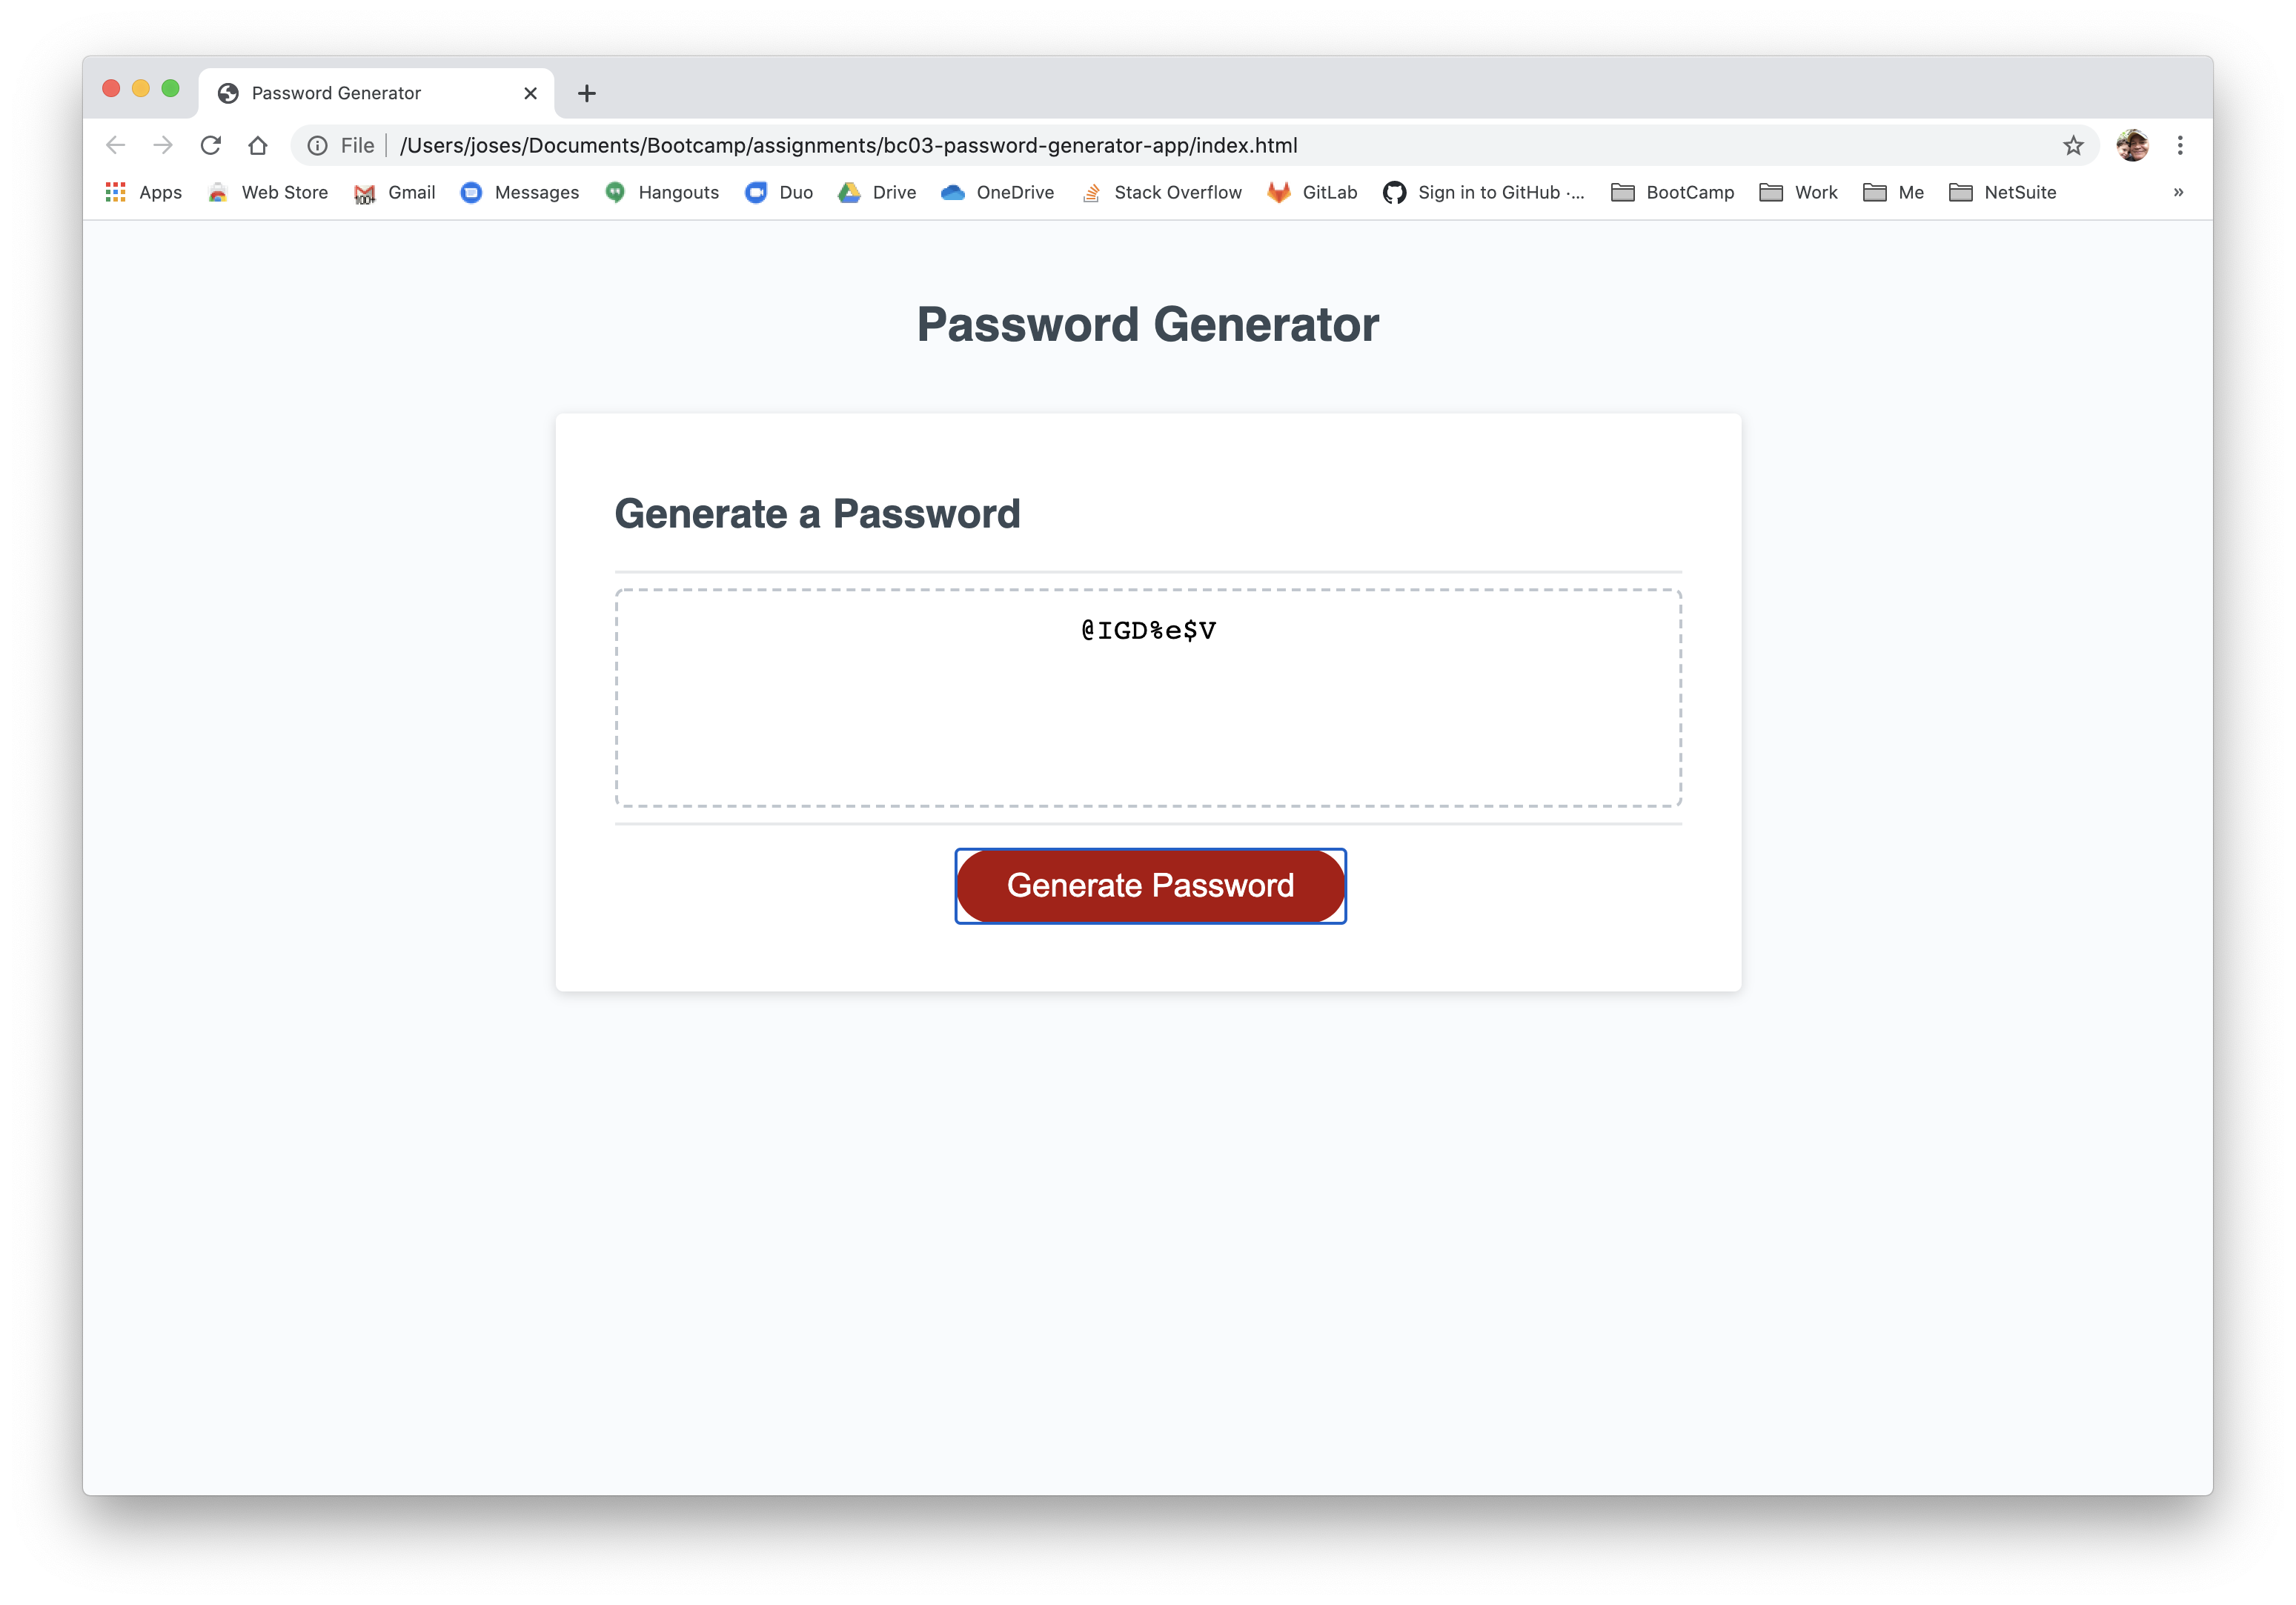 Password Generator
File /Users/joses/Documents/Bootcamp/assignments/bc03-password-generator-app/index.html
Apps Web Store 100+ Gmail Messages Hangouts Duo Drive OneDrive Stack Overflow GitLab Sign in to GitHub ·... BootCamp Work Me NetSuite »
Password Generator
Generate a Password
@IGD%e$V
Generate Password